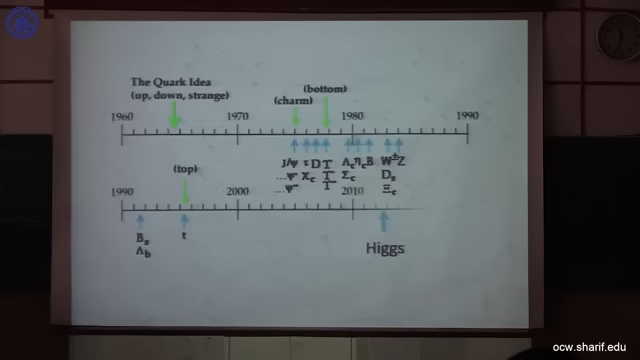 The Quark Idea
(up, down, strange)
(bottom)
(charm)
1960 1970 1980 1990
J/ψ τ D ϒ Λc ηc B W± Z
...ψ' χc ϒ' Σc Ds
...ψ'' ϒ'' Ξc
(top)
1990 2000 2010
Bs t
Λb
Higgs
ocw.sharif.edu